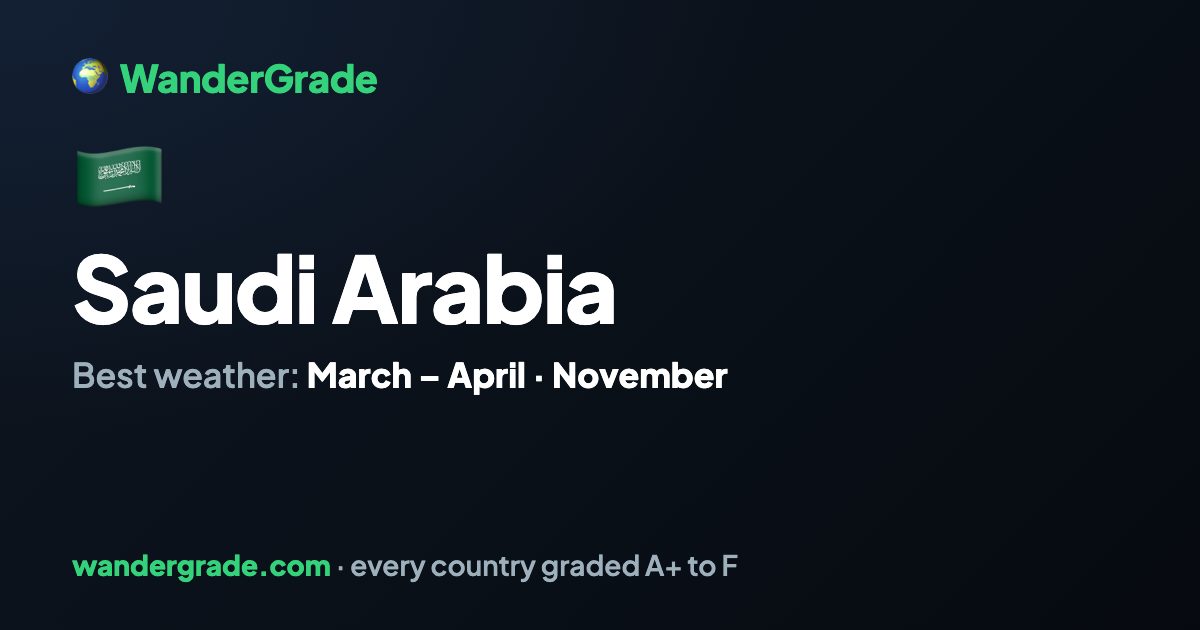 WanderGrade
Saudi Arabia
Best weather: March – April · November
wandergrade.com · every country graded A+ to F